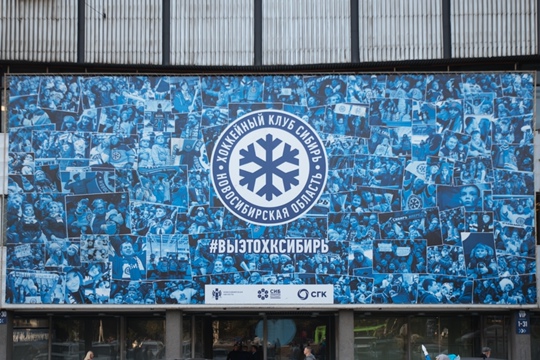 ХОККЕЙНЫЙ КЛУБ СИБИРЬ
НОВОСИБИРСКАЯ ОБЛАСТЬ
#ВЫЭТОХКСИБИРЬ
СГК